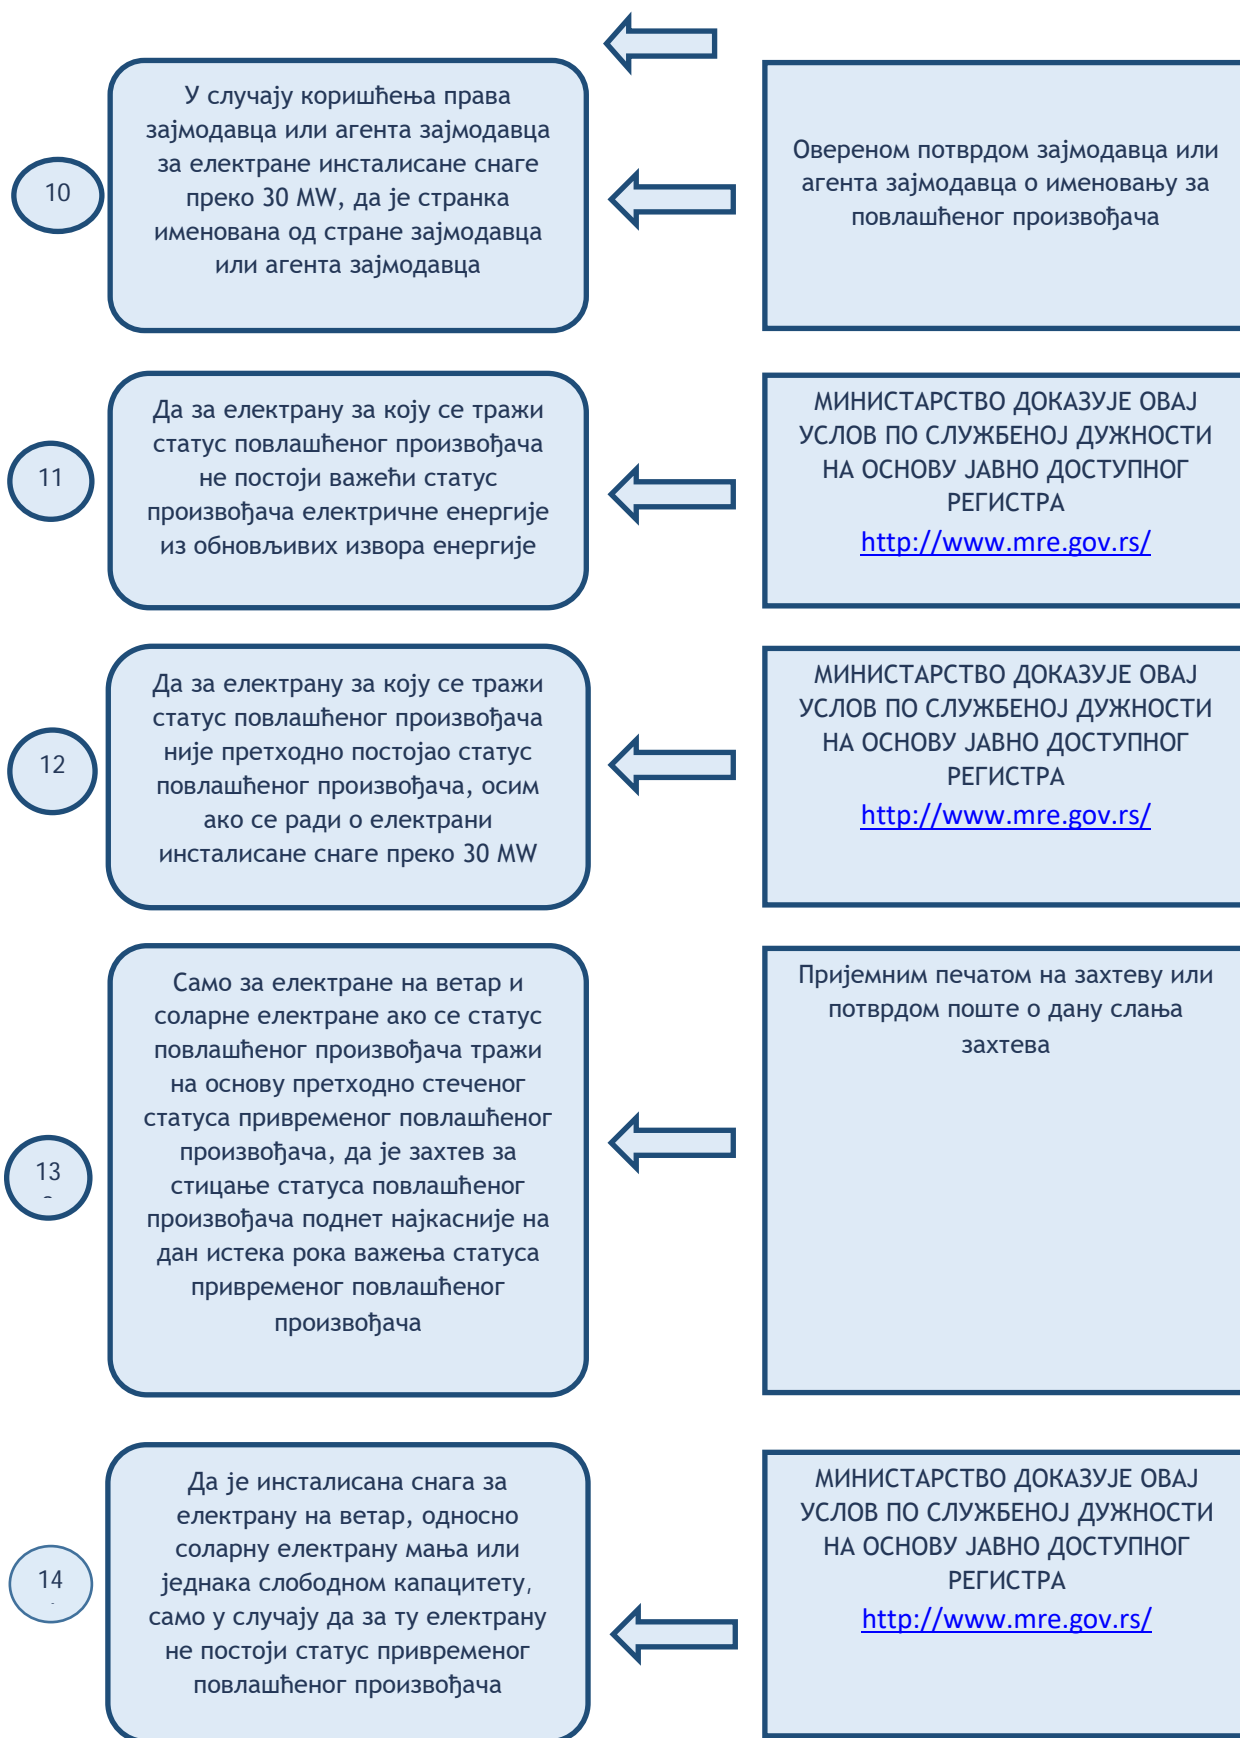 10
У случају коришћења права
зајмодавца или агента зајмодавца
за електране инсталисане снаге
преко 30 MW, да је странка
именована од стране зајмодавца
или агента зајмодавца
Овереном потврдом зајмодавца или
агента зајмодавца о именовању за
повлашћеног произвођача
11
Да за електрану за коју се тражи
статус повлашћеног произвођача
не постоји важећи статус
произвођача електричне енергије
из обновљивих извора енергије
МИНИСТАРСТВО ДОКАЗУЈЕ ОВАЈ
УСЛОВ ПО СЛУЖБЕНОЈ ДУЖНОСТИ
НА ОСНОВУ ЈАВНО ДОСТУПНОГ
РЕГИСТРА
http://www.mre.gov.rs/
12
Да за електрану за коју се тражи
статус повлашћеног произвођача
није претходно постојао статус
повлашћеног произвођача, осим
ако се ради о електрани
инсталисане снаге преко 30 MW
МИНИСТАРСТВО ДОКАЗУЈЕ ОВАЈ
УСЛОВ ПО СЛУЖБЕНОЈ ДУЖНОСТИ
НА ОСНОВУ ЈАВНО ДОСТУПНОГ
РЕГИСТРА
http://www.mre.gov.rs/
13
Само за електране на ветар и
соларне електране ако се статус
повлашћеног произвођача тражи
на основу претходно стеченог
статуса привременог повлашћеног
произвођача, да је захтев за
стицање статуса повлашћеног
произвођача поднет најкасније на
дан истека рока важења статуса
привременог повлашћеног
произвођача
Пријемним печатом на захтеву или
потврдом поште о дану слања
захтева
14
Да је инсталисана снага за
електрану на ветар, односно
соларну електрану мања или
једнака слободном капацитету,
само у случају да за ту електрану
не постоји статус привременог
повлашћеног произвођача
МИНИСТАРСТВО ДОКАЗУЈЕ ОВАЈ
УСЛОВ ПО СЛУЖБЕНОЈ ДУЖНОСТИ
НА ОСНОВУ ЈАВНО ДОСТУПНОГ
РЕГИСТРА
http://www.mre.gov.rs/